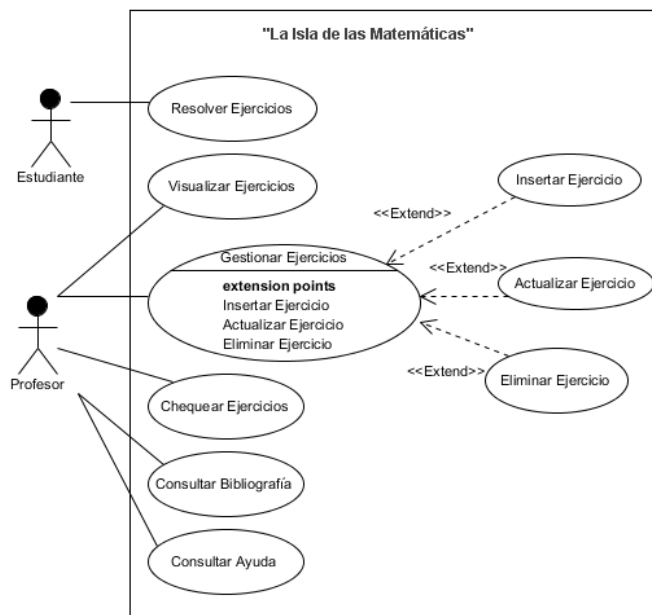 "La Isla de las Matemáticas"
Resolver Ejercicios
Estudiante
Visualizar Ejercicios
Insertar Ejercicio
<<Extend>>
Gestionar Ejercicios
extension points
Insertar Ejercicio
Actualizar Ejercicio
Eliminar Ejercicio
<<Extend>>
Actualizar Ejercicio
<<Extend>>
Eliminar Ejercicio
Profesor
Chequear Ejercicios
Consultar Bibliografía
Consultar Ayuda